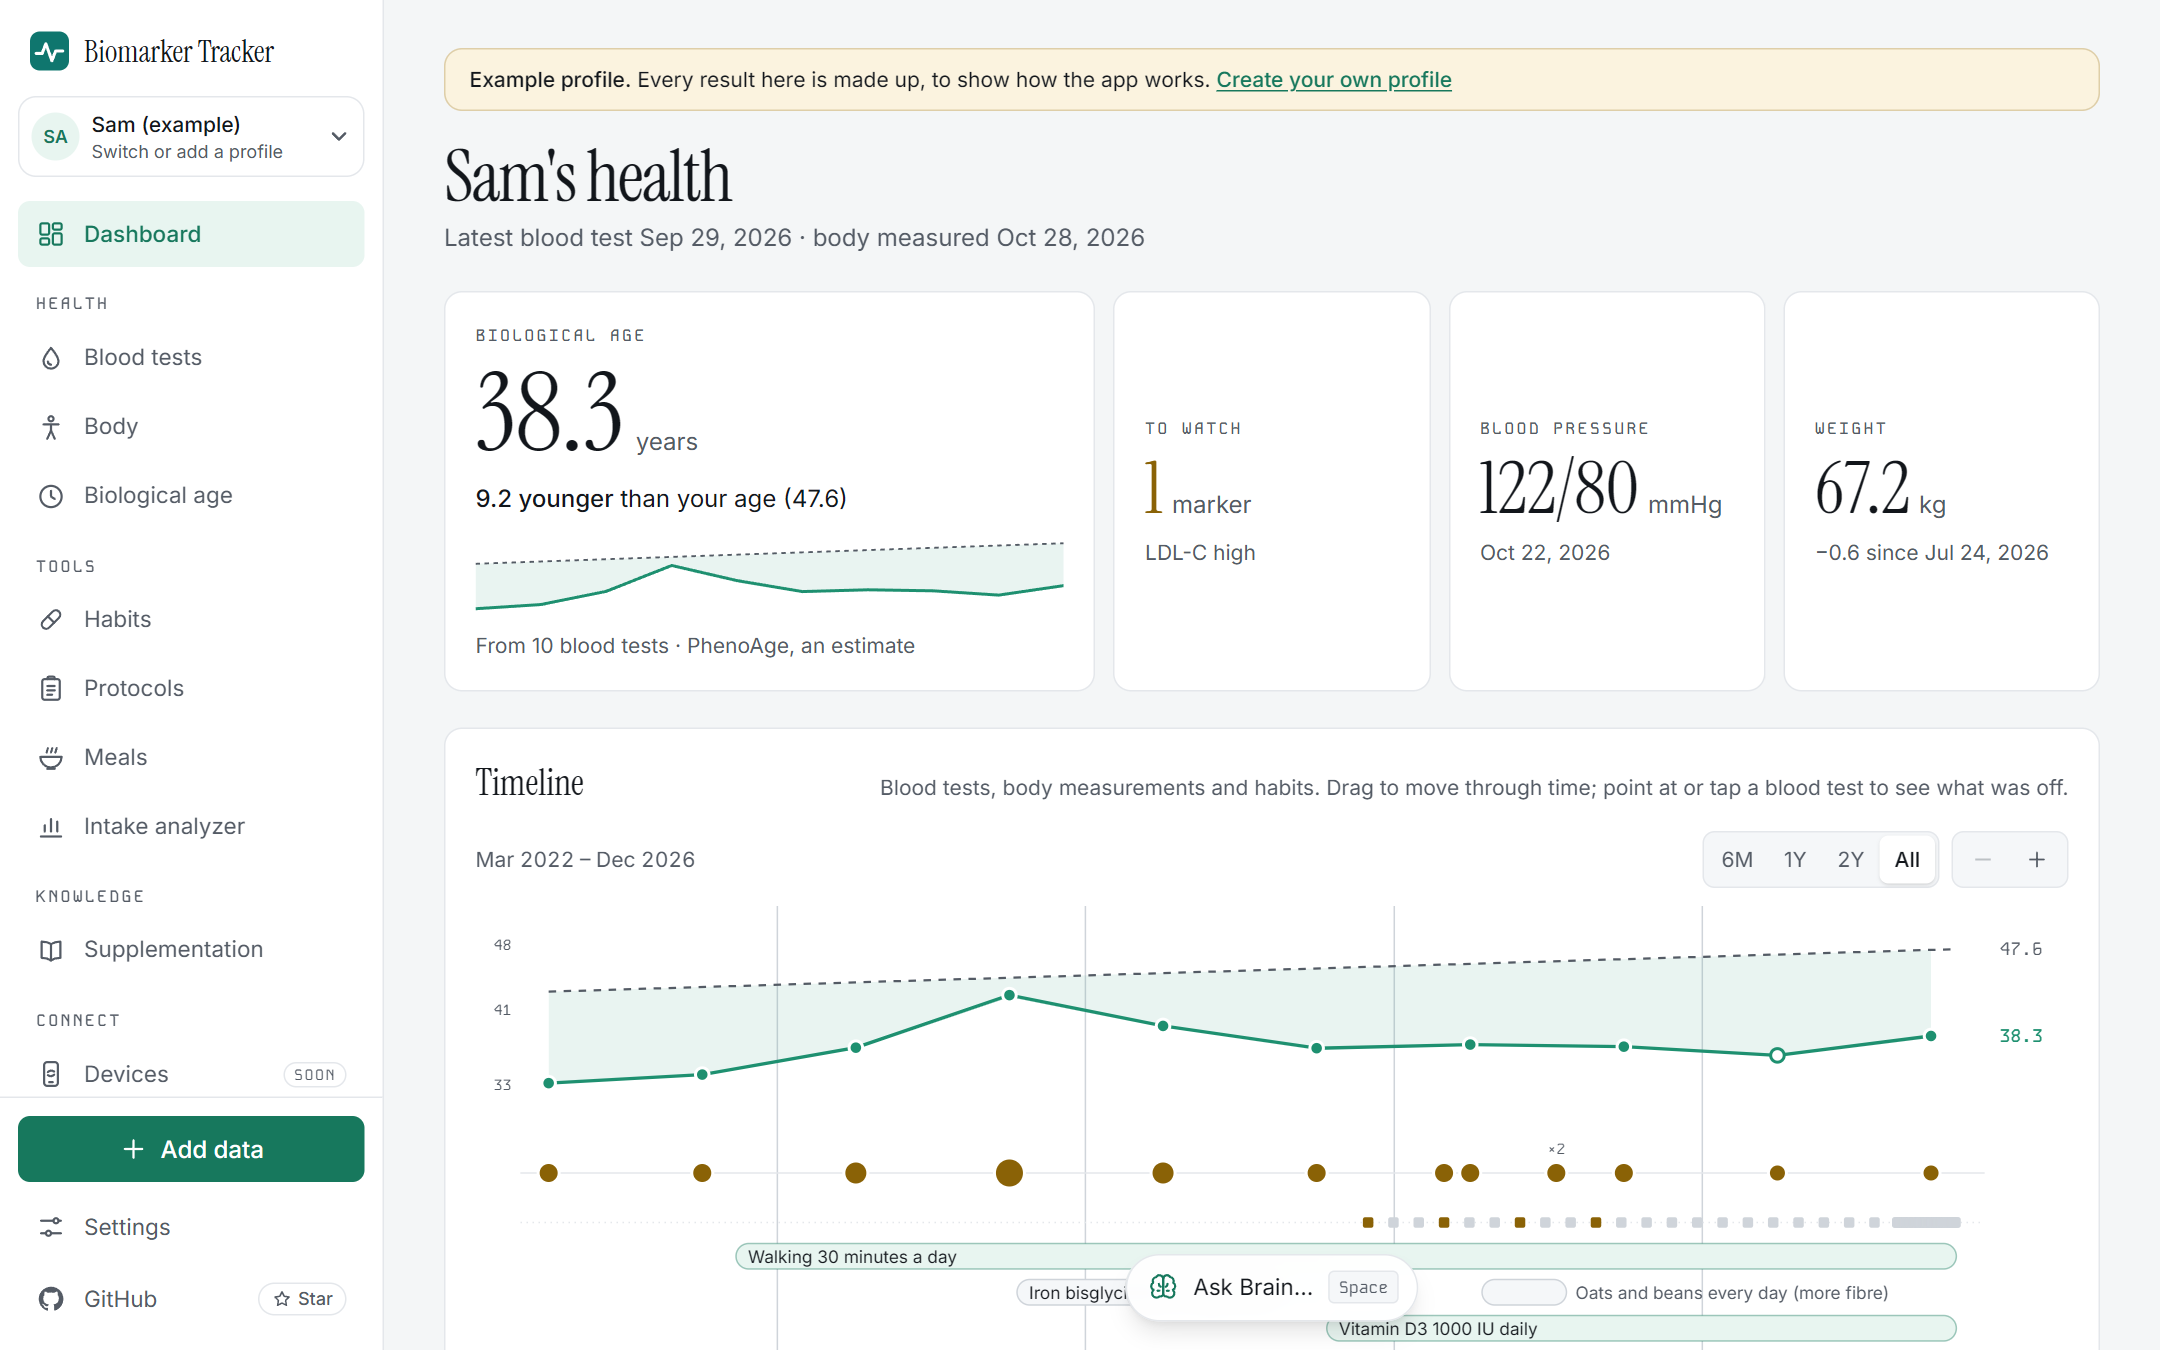 Biomarker Tracker
SA
Sam (example)
Switch or add a profile
Dashboard
HEALTH
Blood tests
Body
Biological age
TOOLS
Habits
Protocols
Meals
Intake analyzer
KNOWLEDGE
Supplementation
CONNECT
Devices SOON
Add data
Settings
GitHub Star
Example profile. Every result here is made up, to show how the app works. Create your own profile
Sam's health
Latest blood test Sep 29, 2026 · body measured Oct 28, 2026
BIOLOGICAL AGE
38.3 years
9.2 younger than your age (47.6)
From 10 blood tests · PhenoAge, an estimate
TO WATCH
1 marker
LDL-C high
BLOOD PRESSURE
122/80 mmHg
Oct 22, 2026
WEIGHT
67.2 kg
−0.6 since Jul 24, 2026
Timeline
Blood tests, body measurements and habits. Drag to move through time; point at or tap a blood test to see what was off.
Mar 2022 – Dec 2026
6M 1Y 2Y All − +
48
47.6
41
38.3
33
×2
Walking 30 minutes a day
Iron bisglyci
Oats and beans every day (more fibre)
Ask Brain... Space
Vitamin D3 1000 IU daily